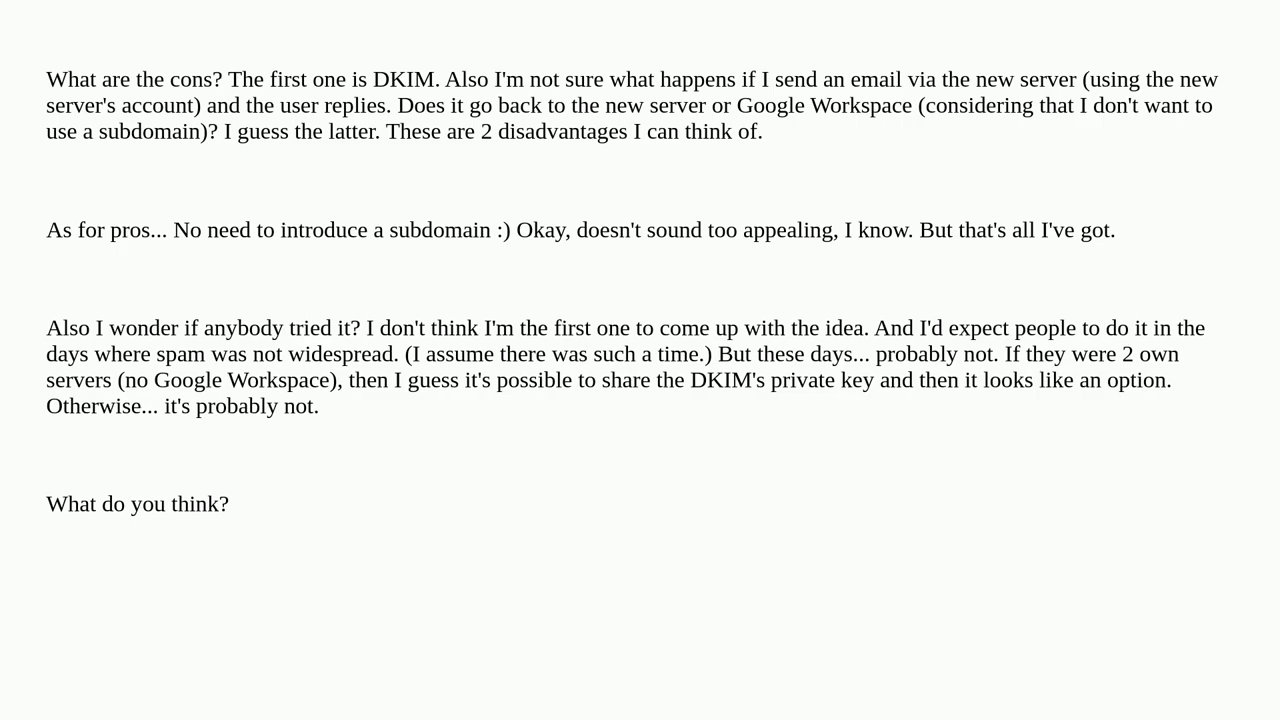 What are the cons? The first one is DKIM. Also I'm not sure what happens if I send an email via the new server (using the new
server's account) and the user replies. Does it go back to the new server or Google Workspace (considering that I don't want to
use a subdomain)? I guess the latter. These are 2 disadvantages I can think of.
As for pros... No need to introduce a subdomain :) Okay, doesn't sound too appealing, I know. But that's all I've got.
Also I wonder if anybody tried it? I don't think I'm the first one to come up with the idea. And I'd expect people to do it in the
days where spam was not widespread. (I assume there was such a time.) But these days... probably not. If they were 2 own
servers (no Google Workspace), then I guess it's possible to share the DKIM's private key and then it looks like an option.
Otherwise... it's probably not.
What do you think?